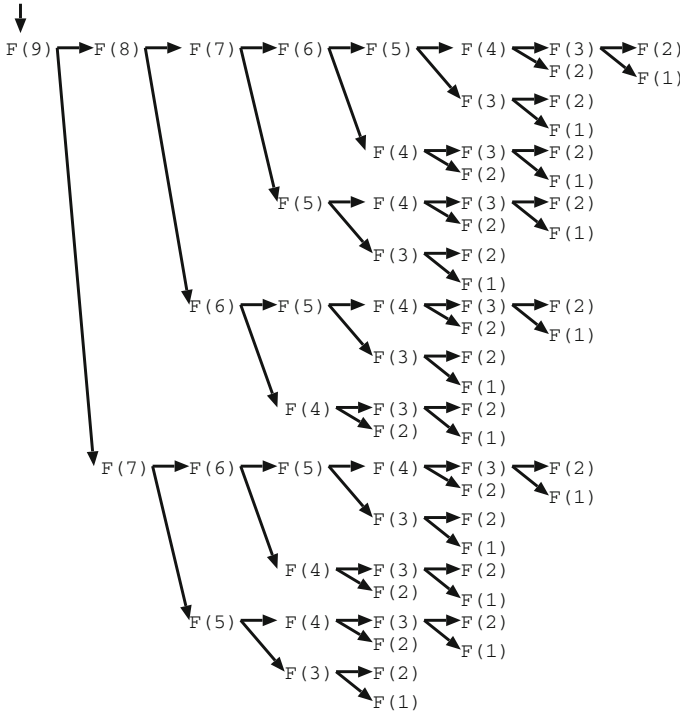 F(9) F(8) F(7) F(6) F(5) F(4) F(3) F(2)
F(2) F(1)
F(3) F(2)
F(1)
F(4) F(3) F(2)
F(2) F(1)
F(5) F(4) F(3) F(2)
F(2) F(1)
F(3) F(2)
F(1)
F(6) F(5) F(4) F(3) F(2)
F(2) F(1)
F(3) F(2)
F(1)
F(4) F(3) F(2)
F(2) F(1)
F(7) F(6) F(5) F(4) F(3) F(2)
F(2) F(1)
F(3) F(2)
F(1)
F(4) F(3) F(2)
F(2) F(1)
F(5) F(4) F(3) F(2)
F(2) F(1)
F(3) F(2)
F(1)